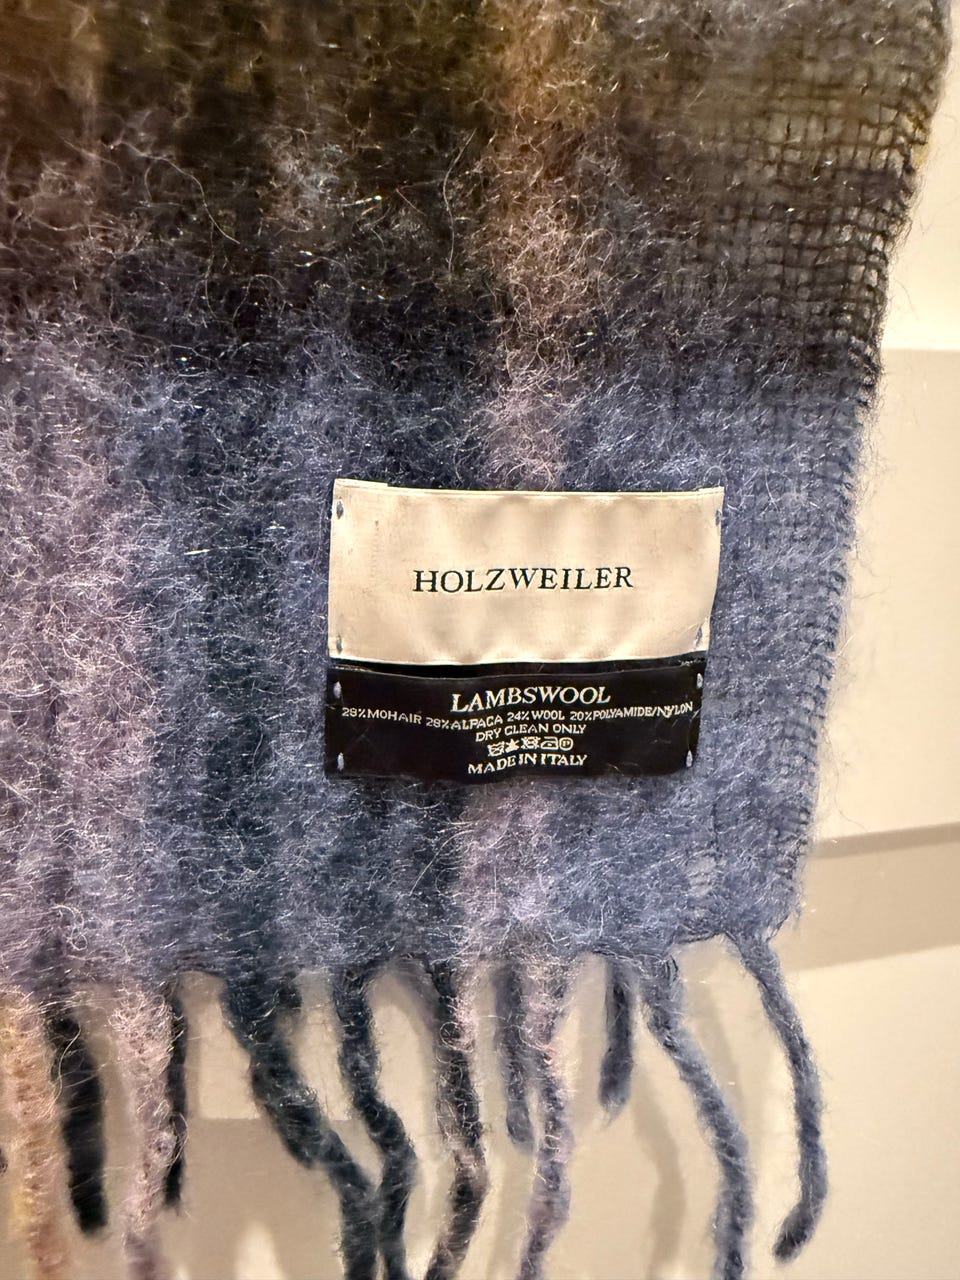 HOLZWEILER
LAMBSWOOL
28%MOHAIR 28%ALPACA 24%WOOL 20%POLYAMIDE/NYLON
DRY CLEAN ONLY
MADE IN ITALY